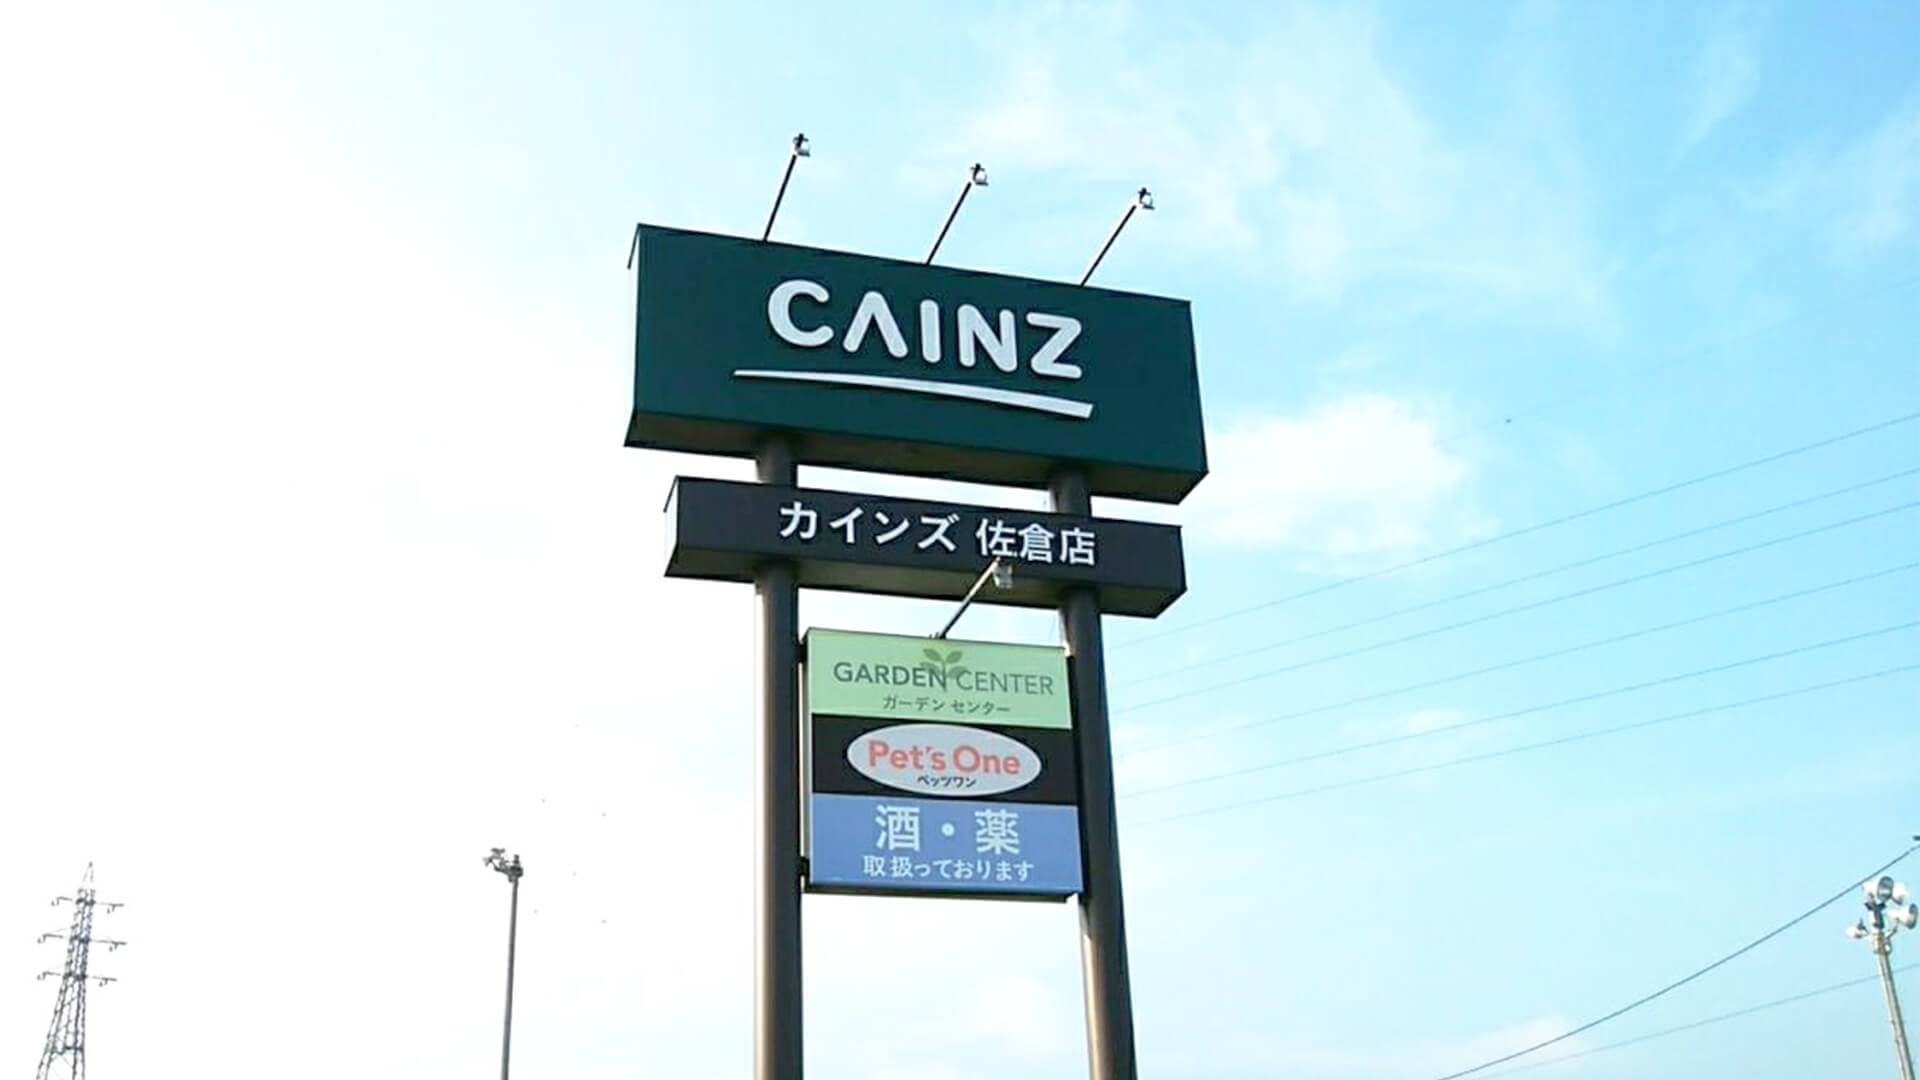 CAINZ
カインズ 佐倉店
GARDEN CENTER
ガーデン センター
Pet's One
ペッツワン
酒・薬
取扱っております